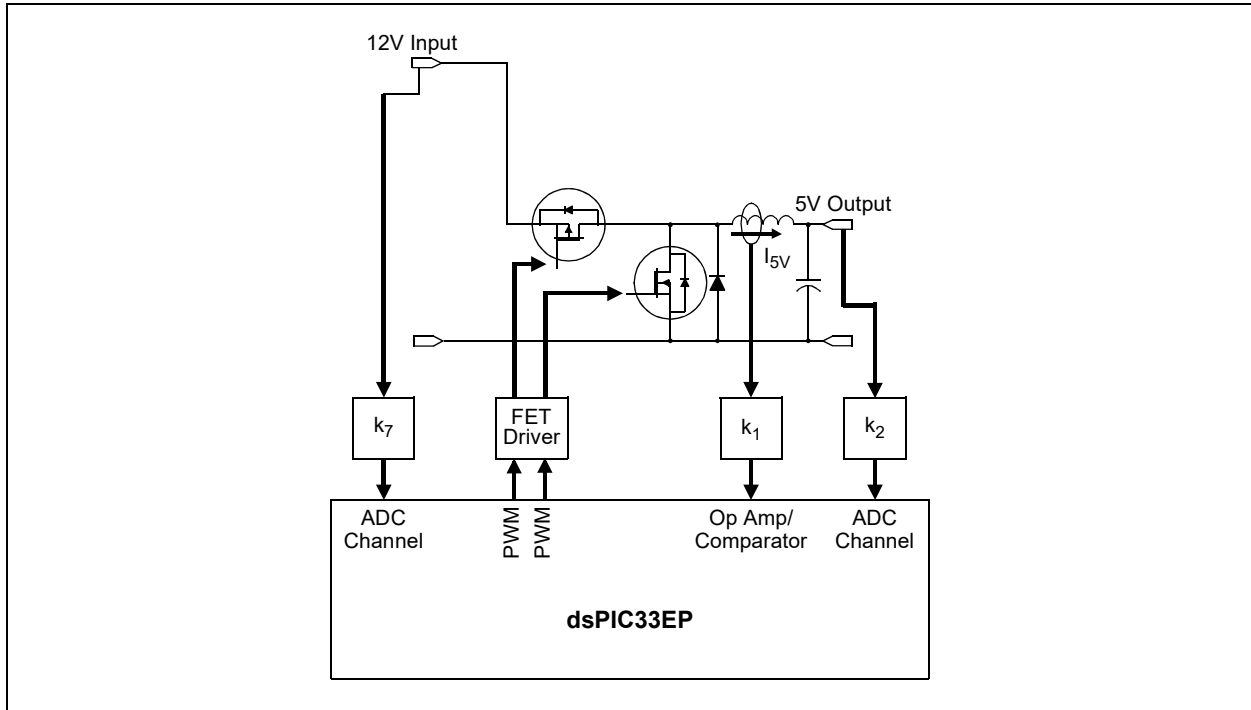 12V Input
5V Output
I5V
k7
FET
Driver
k1
k2
ADC
Channel
PWM
PWM
Op Amp/
Comparator
ADC
Channel
dsPIC33EP